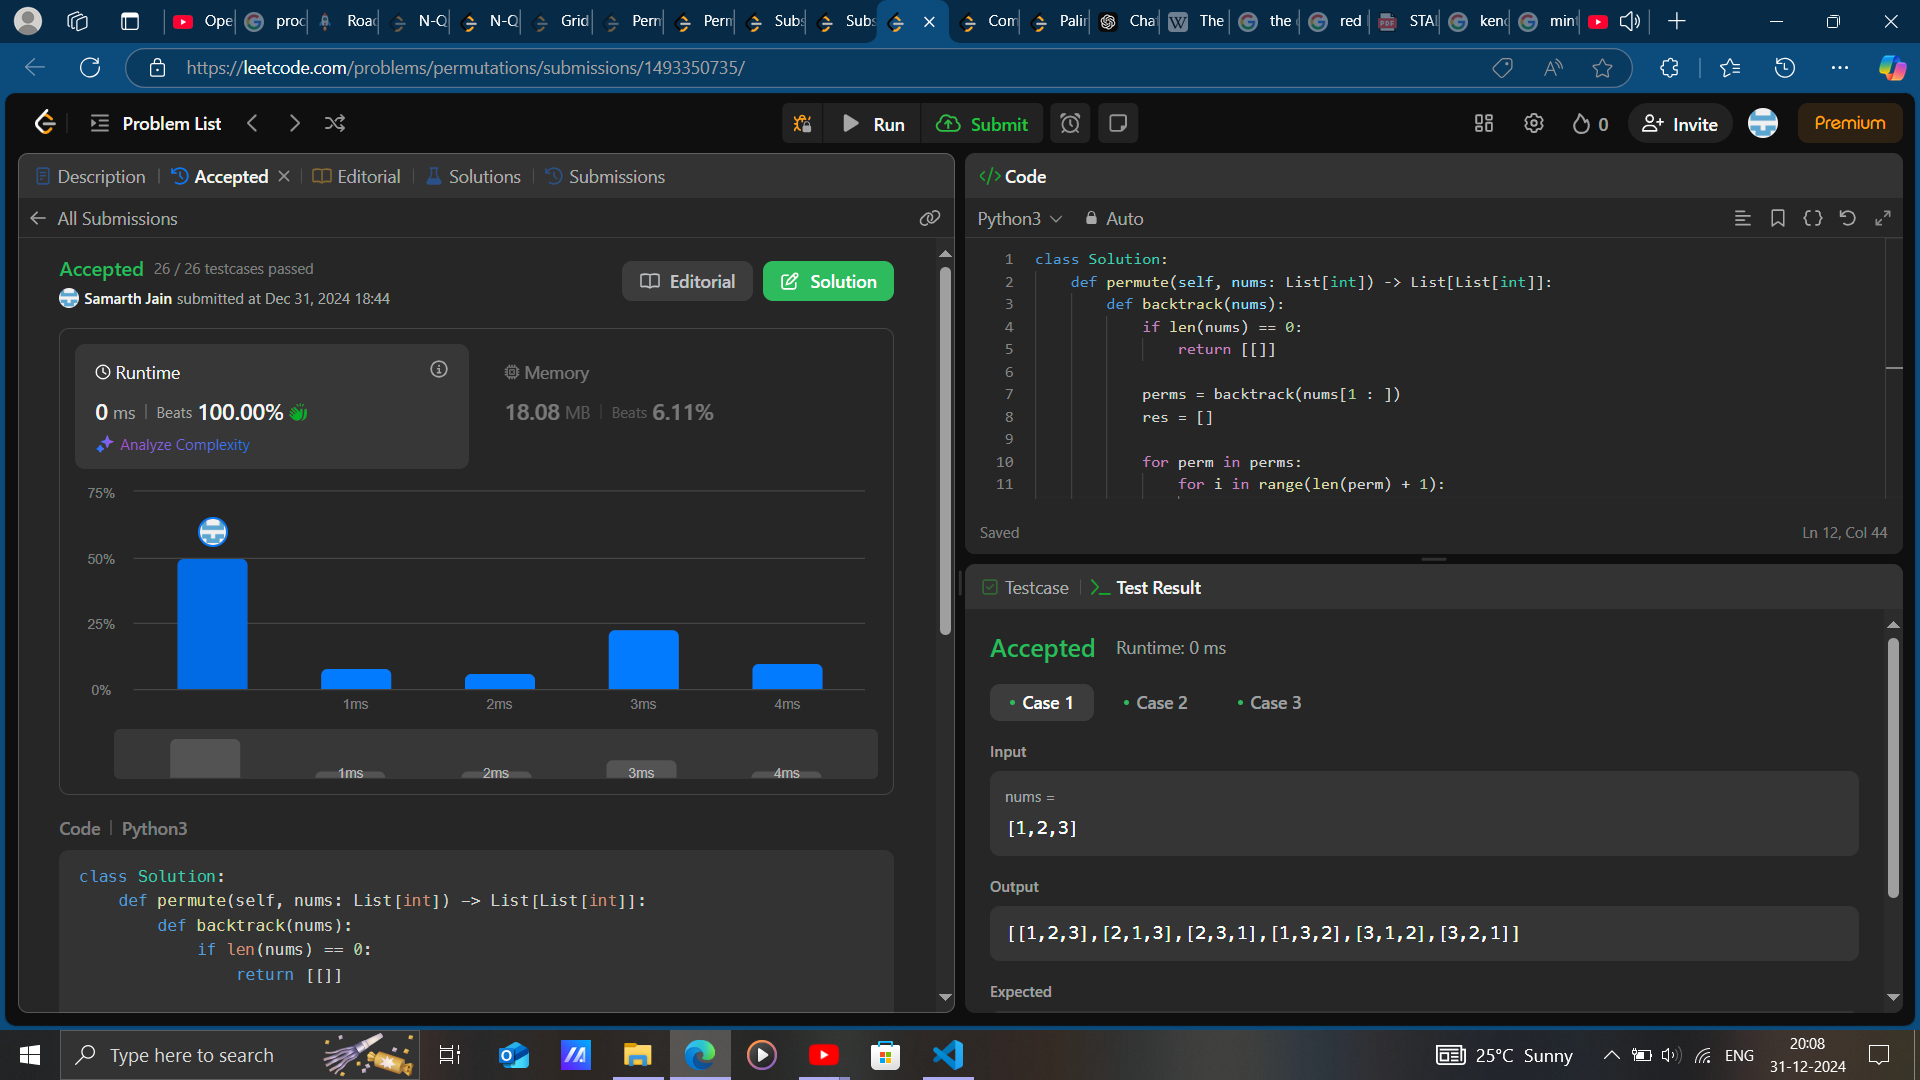 Ope
proc
Road
N-Q
N-Q
Grid
Perm
Perm
Subs
Subs
Com
Palin
Chat
The
the
red
STAI
kend
mint
https://leetcode.com/problems/permutations/submissions/1493350735/
Problem List
Run
Submit
0
Invite
Premium
Description
Accepted
Editorial
Solutions
Submissions
All Submissions
Accepted 26 / 26 testcases passed
Samarth Jain submitted at Dec 31, 2024 18:44
Editorial
Solution
Runtime
0 ms | Beats 100.00%
Analyze Complexity
Memory
18.08 MB | Beats 6.11%
75%
50%
25%
0%
1ms
2ms
3ms
4ms
1ms
2ms
3ms
4ms
Code | Python3
class Solution:
def permute(self, nums: List[int]) -> List[List[int]]:
def backtrack(nums):
if len(nums) == 0:
return [[]]
</> Code
Python3
Auto
1 class Solution:
2 def permute(self, nums: List[int]) -> List[List[int]]:
3 def backtrack(nums):
4 if len(nums) == 0:
5 return [[]]
6
7 perms = backtrack(nums[1 : ])
8 res = []
9
10 for perm in perms:
11 for i in range(len(perm) + 1):
Saved
Ln 12, Col 44
Testcase
Test Result
Accepted Runtime: 0 ms
Case 1
Case 2
Case 3
Input
nums =
[1,2,3]
Output
[[1,2,3],[2,1,3],[2,3,1],[1,3,2],[3,1,2],[3,2,1]]
Expected
Type here to search
25°C Sunny
ENG
20:08
31-12-2024